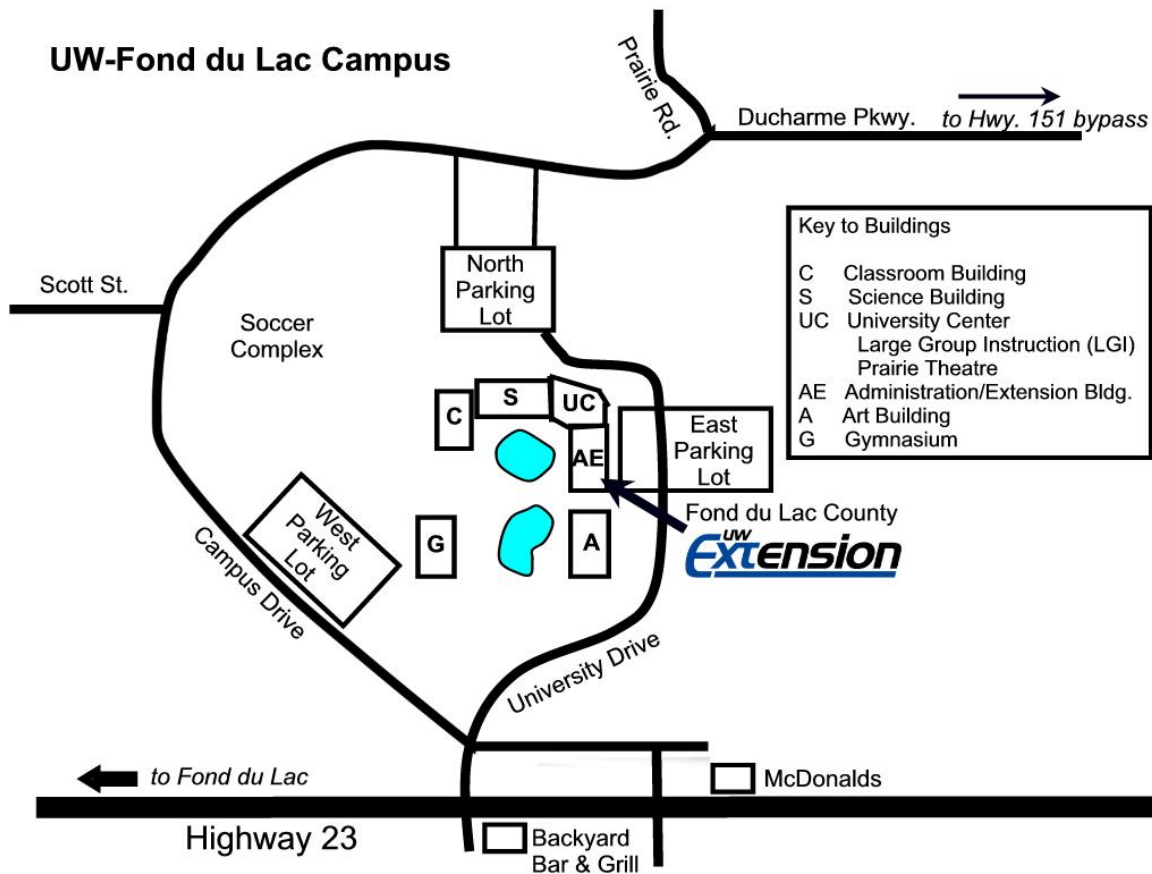 UW-Fond du Lac Campus
Prairie Rd.
Ducharme Pkwy.
to Hwy. 151 bypass
Key to Buildings
C Classroom Building
S Science Building
UC University Center
Large Group Instruction (LGI)
Prairie Theatre
AE Administration/Extension Bldg.
A Art Building
G Gymnasium
Scott St.
North
Parking
Lot
Soccer
Complex
C
S
UC
AE
East
Parking
Lot
Fond du Lac County
UW
Extension
West
Parking
Lot
G
A
Campus Drive
University Drive
to Fond du Lac
McDonalds
Highway 23
Backyard
Bar & Grill